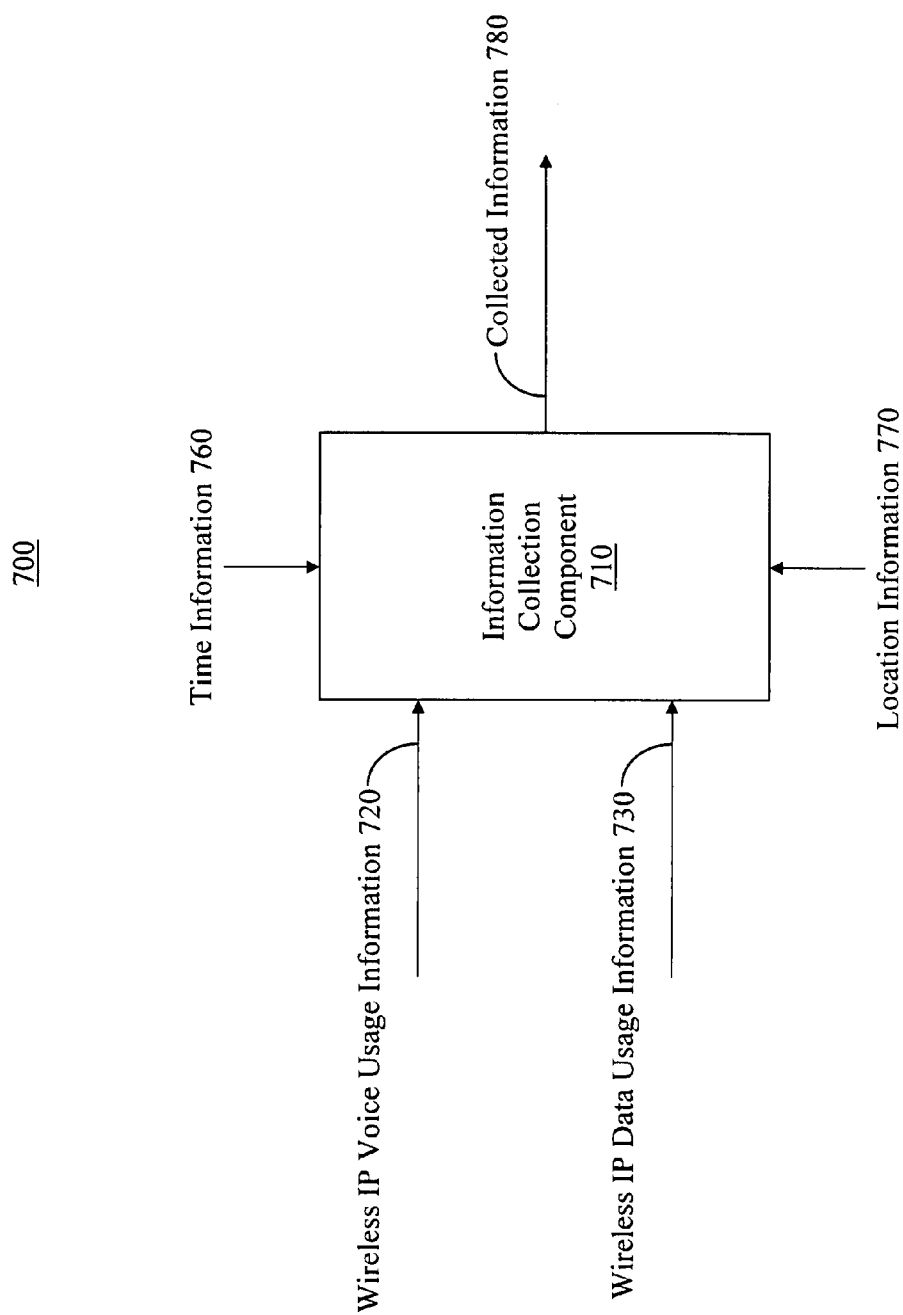 700
Time Information 760
Wireless IP Voice Usage Information 720
Information
Collection
Component
710
Collected Information 780
Wireless IP Data Usage Information 730
Location Information 770